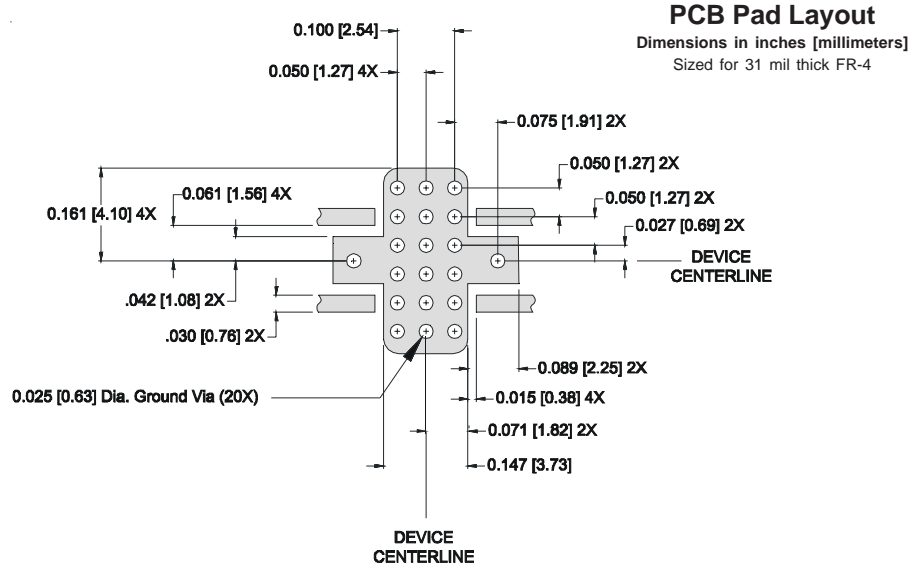 PCB Pad Layout
Dimensions in inches [millimeters]
Sized for 31 mil thick FR-4
0.100 [2.54]
0.050 [1.27] 4X
0.075 [1.91] 2X
0.050 [1.27] 2X
0.061 [1.56] 4X
0.050 [1.27] 2X
0.161 [4.10] 4X
0.027 [0.69] 2X
DEVICE
CENTERLINE
.042 [1.08] 2X
.030 [0.76] 2X
0.089 [2.25] 2X
0.025 [0.63] Dia. Ground Via (20X)
0.015 [0.38] 4X
0.071 [1.82] 2X
0.147 [3.73]
DEVICE
CENTERLINE